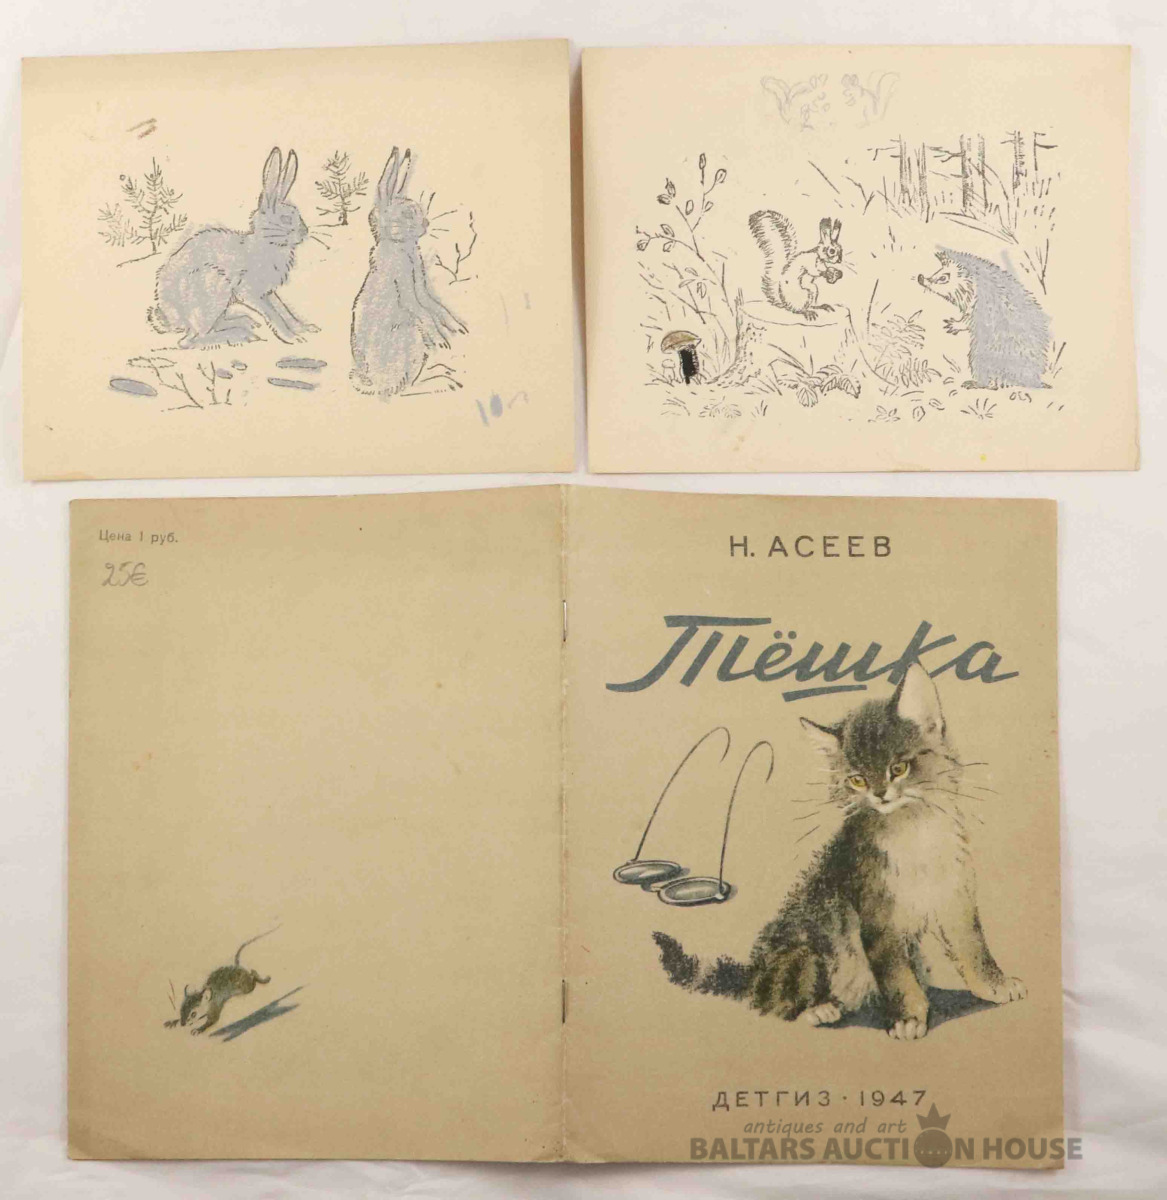 Цена 1 руб.
25€
Н. АСЕЕВ
Тёшка
ДЕТГИЗ · 1947
antiques and art
BALTARS AUCTION HOUSE